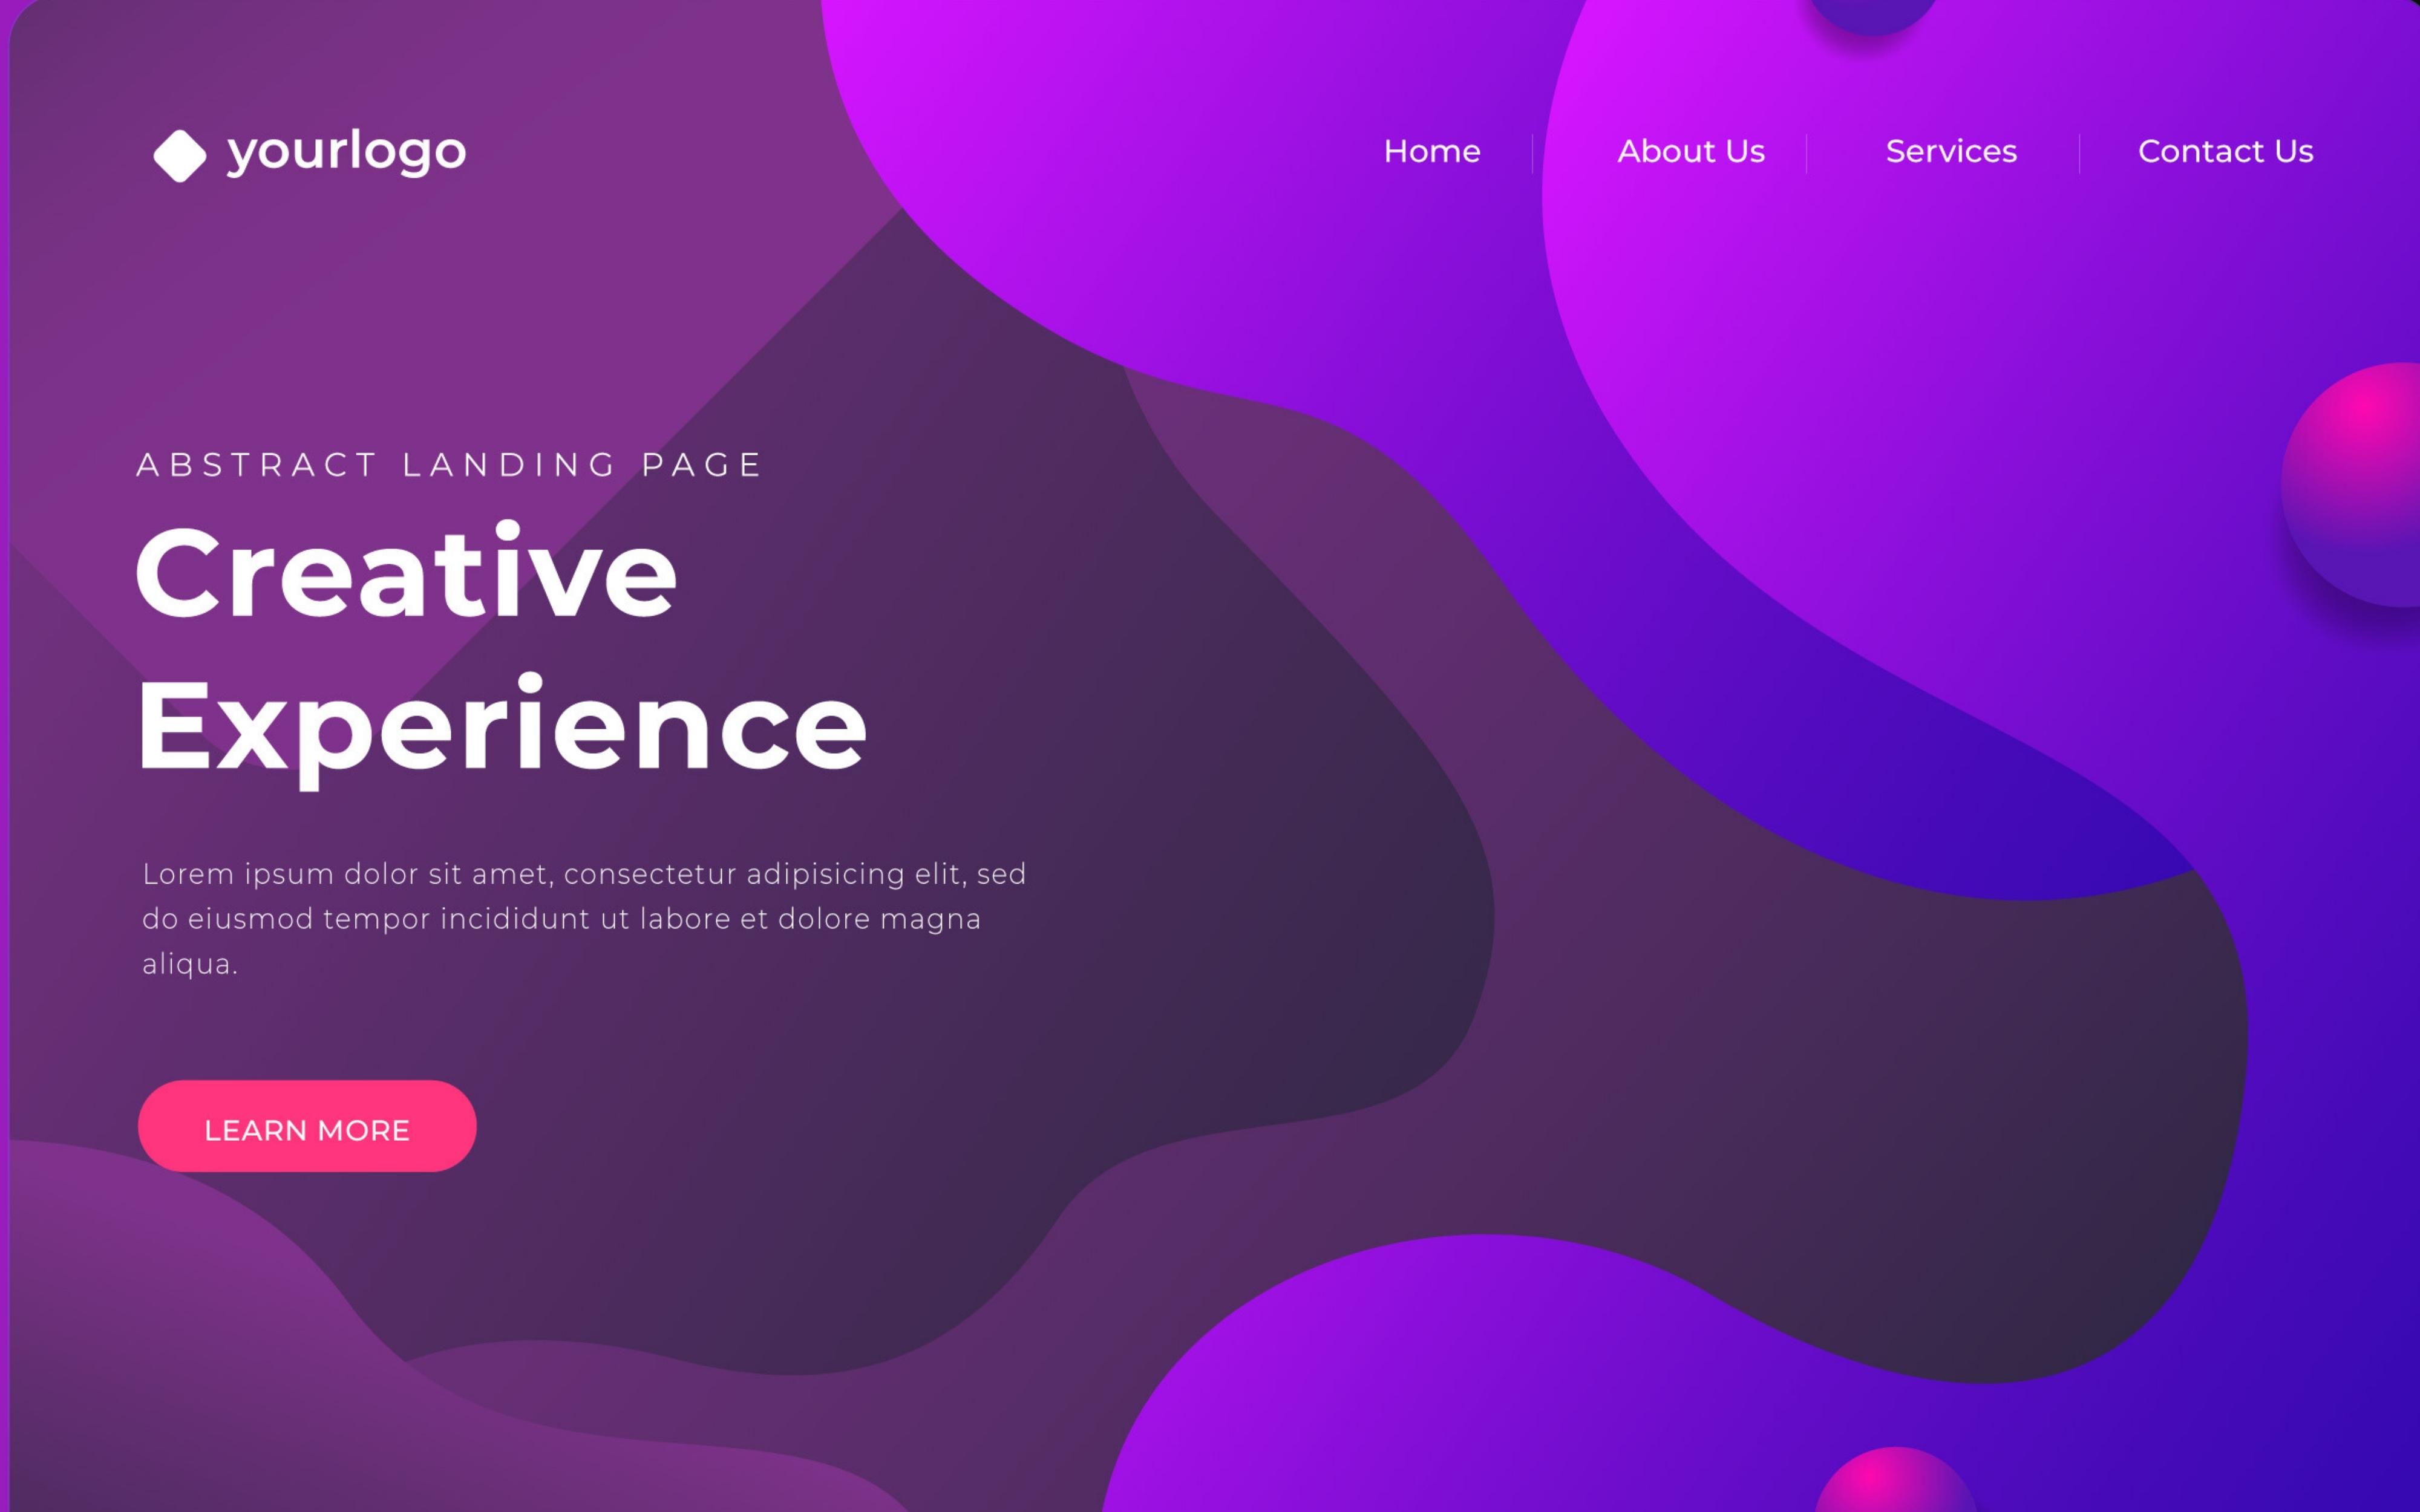 yourlogo
Home
About Us
Services
Contact Us
ABSTRACT LANDING PAGE
Creative
Experience
Lorem ipsum dolor sit amet, consectetur adipisicing elit, sed
do eiusmod tempor incididunt ut labore et dolore magna
aliqua.
LEARN MORE